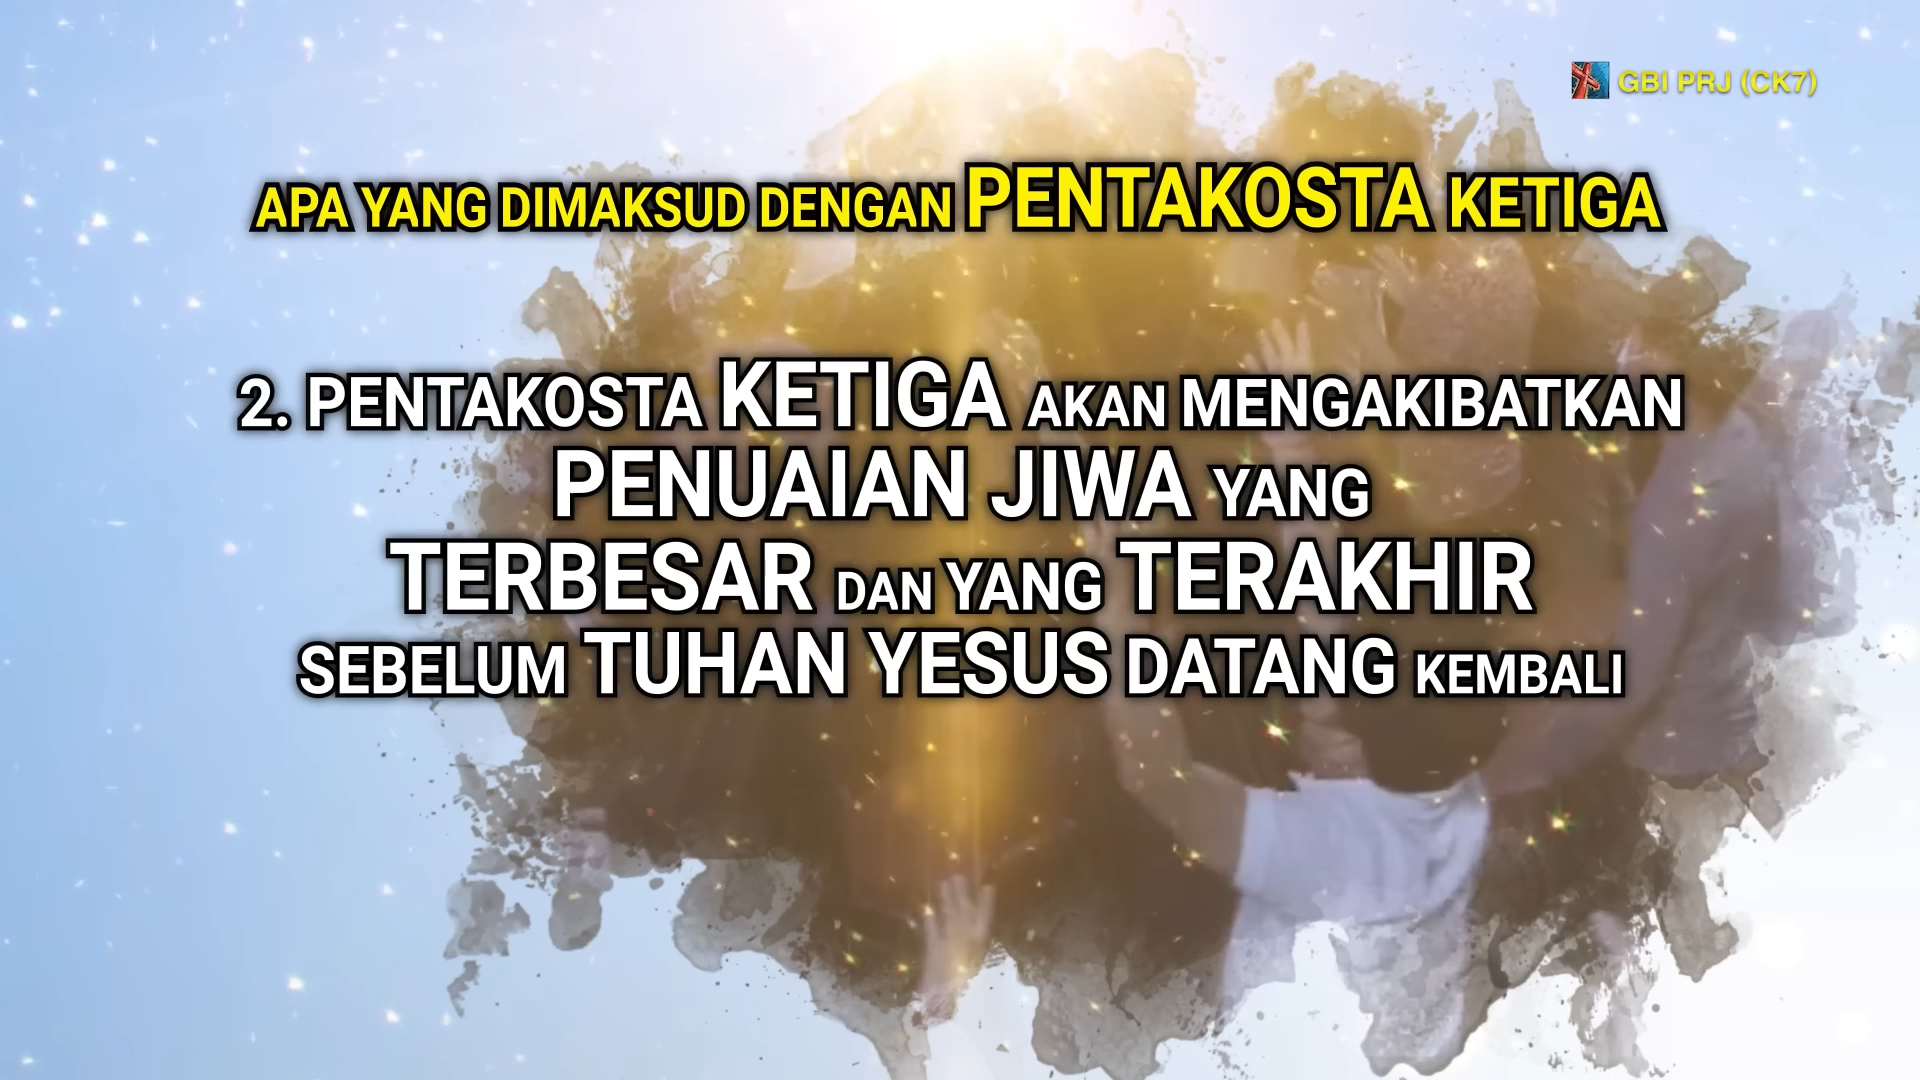 GBI PRJ (CK7)
APA YANG DIMAKSUD DENGAN PENTAKOSTA KETIGA
2. PENTAKOSTA KETIGA AKAN MENGAKIBATKAN
PENUAIAN JIWA YANG
TERBESAR DAN YANG TERAKHIR
SEBELUM TUHAN YESUS DATANG KEMBALI